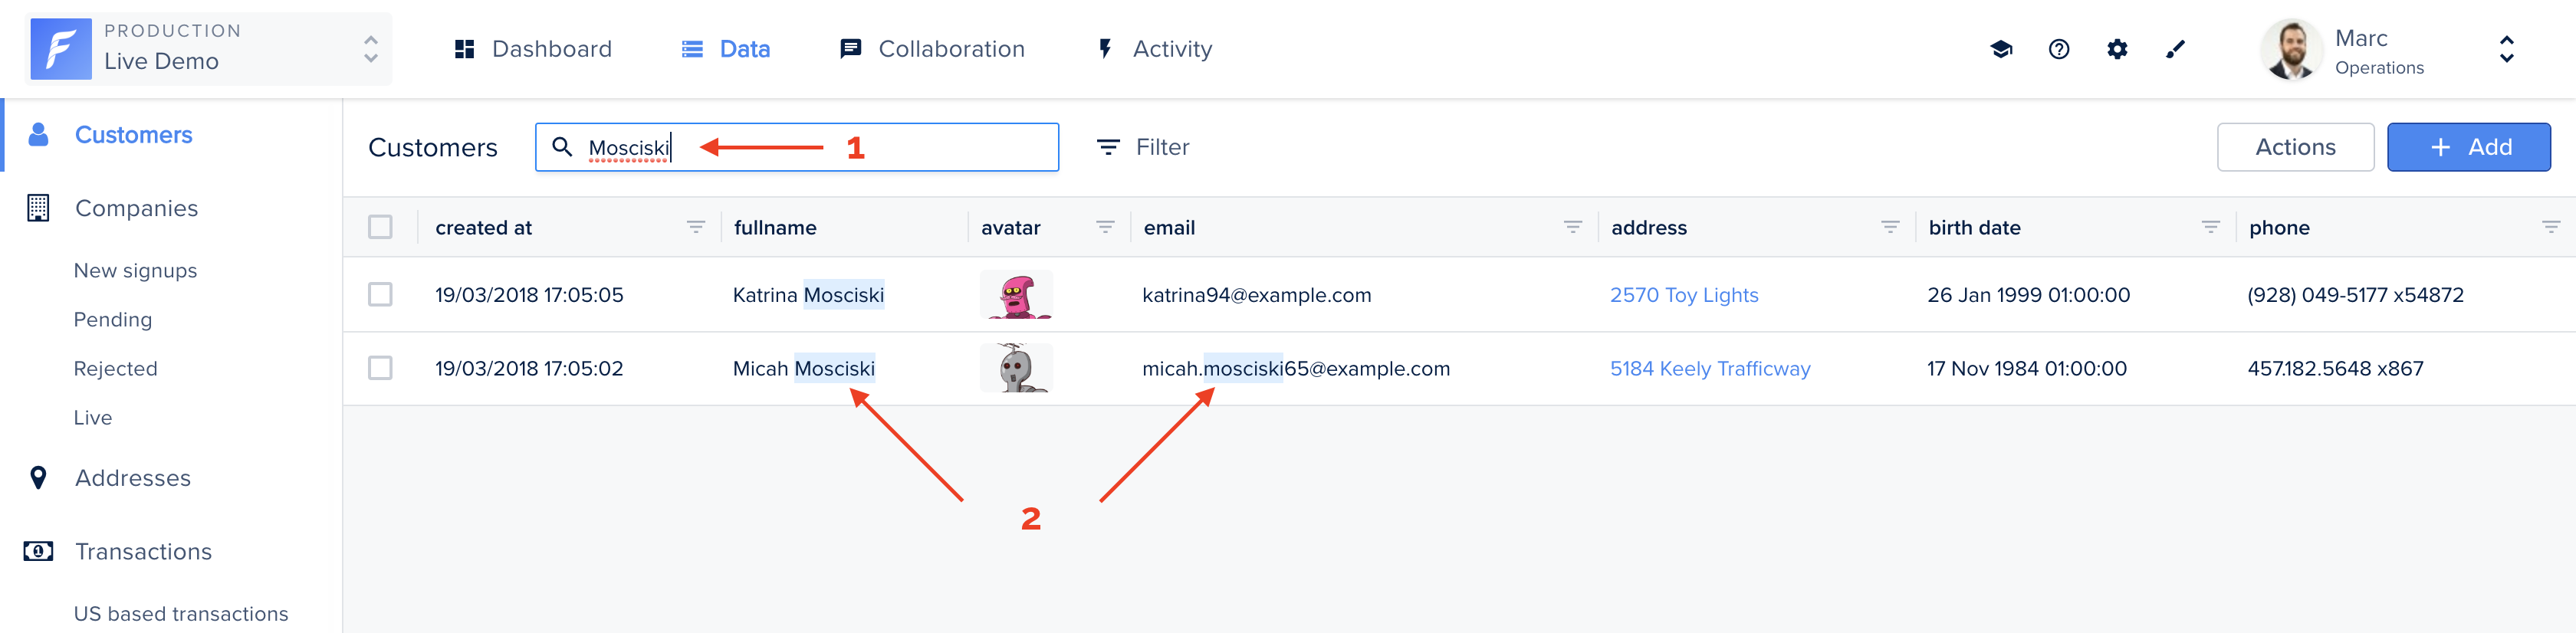 PRODUCTION
Live Demo
Dashboard
Data
Collaboration
Activity
Marc
Operations
Customers
Companies
New signups
Pending
Rejected
Live
Addresses
Transactions
US based transactions
Customers
Mosciski
1
Filter
Actions
+ Add
created at fullname avatar email address birth date phone
19/03/2018 17:05:05 Katrina Mosciski katrina94@example.com 2570 Toy Lights 26 Jan 1999 01:00:00 (928) 049-5177 x54872
19/03/2018 17:05:02 Micah Mosciski micah.mosciski65@example.com 5184 Keely Trafficway 17 Nov 1984 01:00:00 457.182.5648 x867
2